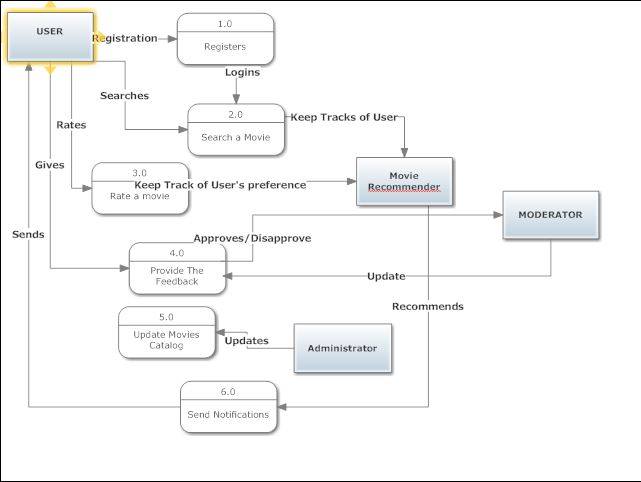 USER
Registration
1.0
Registers
Logins
Searches
2.0
Search a Movie
Keep Tracks of User
Rates
Gives
3.0
Rate a movie
Keep Track of User's preference
Movie
Recommender
MODERATOR
Sends
Approves/Disapprove
4.0
Provide The
Feedback
Update
Recommends
5.0
Update Movies
Catalog
Updates
Administrator
6.0
Send Notifications